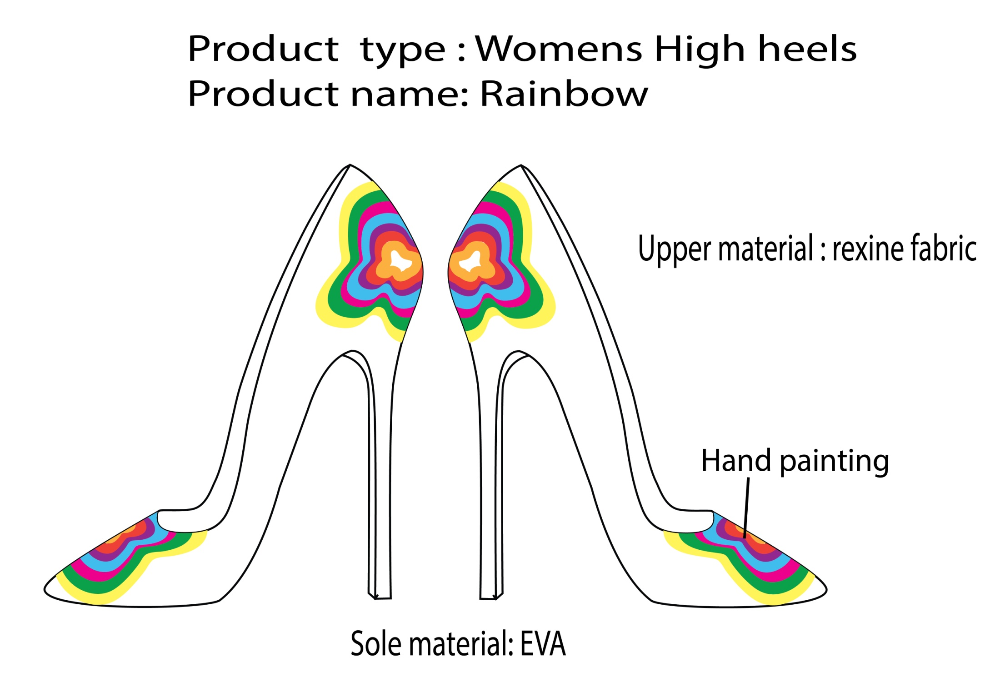 Product  type : Womens High heels
Product name: Rainbow
Upper material : rexine fabric
Hand painting
Sole material: EVA